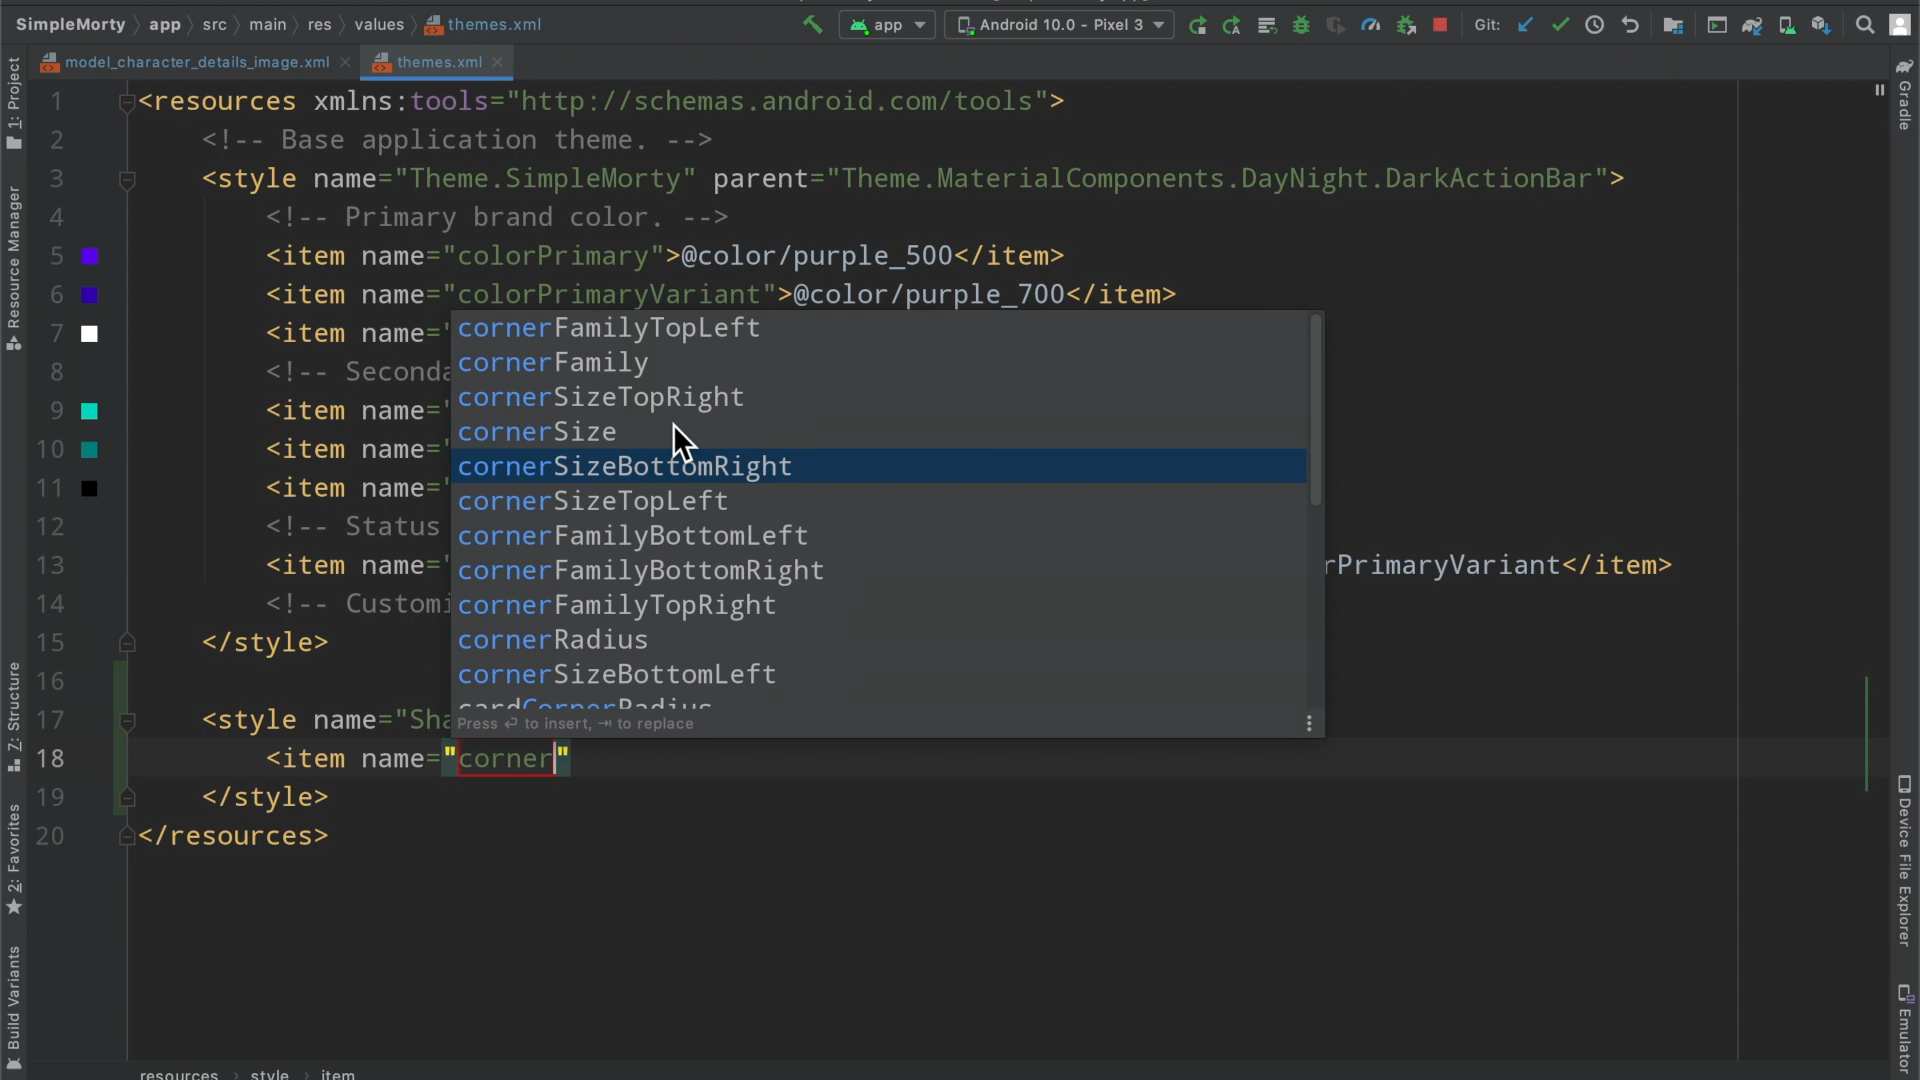 SimpleMorty app src main res values themes.xml app Android 10.0 - Pixel 3 Git:
model_character_details_image.xml themes.xml
1 <resources xmlns:tools="http://schemas.android.com/tools">
2 <!-- Base application theme. -->
3 <style name="Theme.SimpleMorty" parent="Theme.MaterialComponents.DayNight.DarkActionBar">
4 <!-- Primary brand color. -->
5 <item name="colorPrimary">@color/purple_500</item>
6 <item name="colorPrimaryVariant">@color/purple_700</item>
7 <item name="
8 <!-- Seconda
9 <item name="
10 <item name="
11 <item name="
12 <!-- Status
13 <item name=" rPrimaryVariant</item>
14 <!-- Customi
15 </style>
16
17 <style name="Sha
18 <item name="corner"
19 </style>
20 </resources>
cornerFamilyTopLeft
cornerFamily
cornerSizeTopRight
cornerSize
cornerSizeBottomRight
cornerSizeTopLeft
cornerFamilyBottomLeft
cornerFamilyBottomRight
cornerFamilyTopRight
cornerRadius
cornerSizeBottomLeft
cardCornerRadius
Press ↵ to insert, ⇥ to replace
1: Project
Resource Manager
Z: Structure
2: Favorites
Build Variants
Gradle
Device File Explorer
Emulator
resources style item